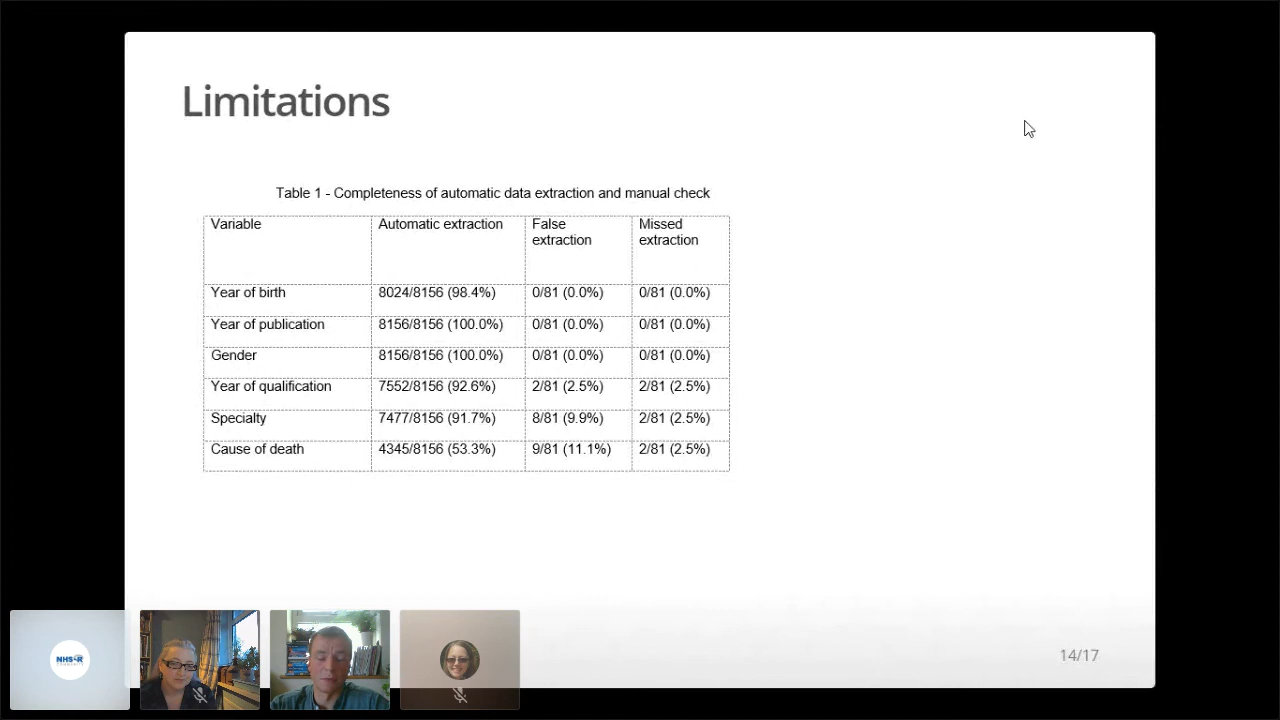 Limitations
Table 1 - Completeness of automatic data extraction and manual check
Variable Automatic extraction False extraction Missed extraction
Year of birth 8024/8156 (98.4%) 0/81 (0.0%) 0/81 (0.0%)
Year of publication 8156/8156 (100.0%) 0/81 (0.0%) 0/81 (0.0%)
Gender 8156/8156 (100.0%) 0/81 (0.0%) 0/81 (0.0%)
Year of qualification 7552/8156 (92.6%) 2/81 (2.5%) 2/81 (2.5%)
Specialty 7477/8156 (91.7%) 8/81 (9.9%) 2/81 (2.5%)
Cause of death 4345/8156 (53.3%) 9/81 (11.1%) 2/81 (2.5%)
NHS-R
COMMUNITY
14/17